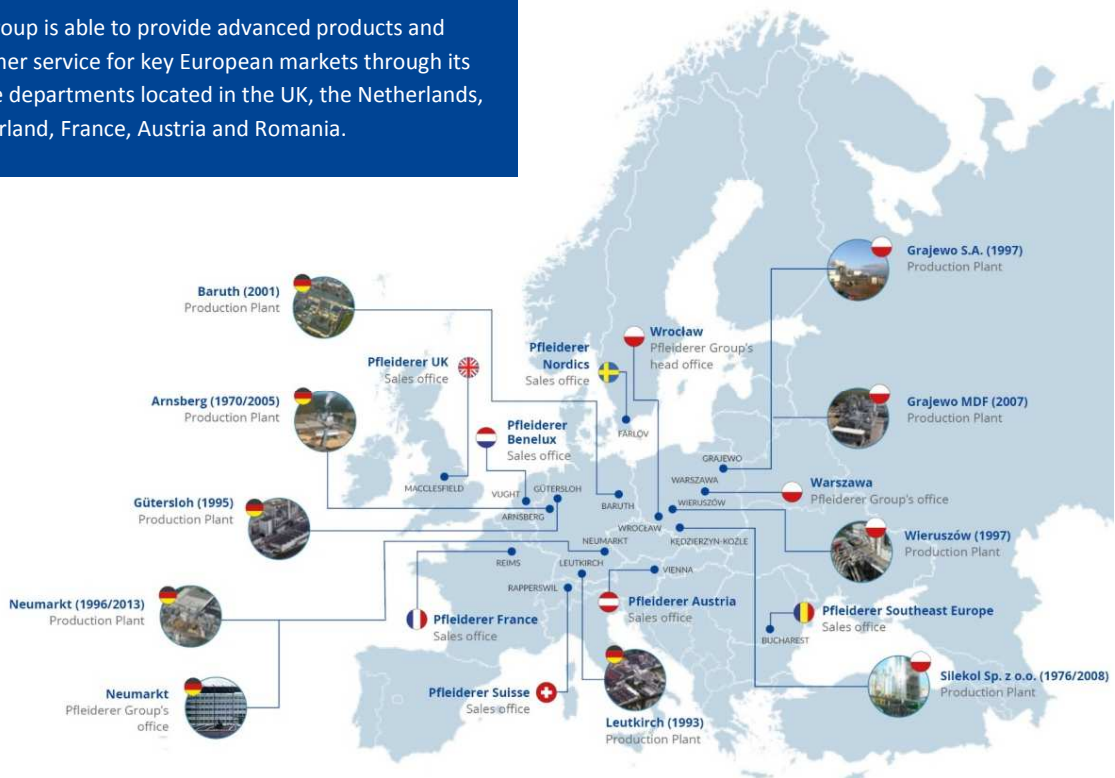 oup is able to provide advanced products and
ner service for key European markets through its
e departments located in the UK, the Netherlands,
rland, France, Austria and Romania.
Grajewo S.A. (1997)
Production Plant
Baruth (2001)
Production Plant
Wrocław
Pfleiderer Group's
head office
Pfleiderer
Nordics
Sales office
Pfleiderer UK
Sales office
Arnsberg (1970/2005)
Production Plant
Grajewo MDF (2007)
Production Plant
Pfleiderer
Benelux
Sales office
FARLÖV
GRAJEWO
WARSZAWA
MACCLESFIELD
VUGHT
GÜTERSLOH
ARNSBERG
BARUTH
WIERUSZÓW
Warszawa
Pfleiderer Group's office
Gütersloh (1995)
Production Plant
WROCŁAW
KĘDZIERZYN-KOŹLE
Wieruszów (1997)
Production Plant
NEUMARKT
REIMS
LEUTKIRCH
VIENNA
RAPPERSWIL
Neumarkt (1996/2013)
Production Plant
Pfleiderer France
Sales office
Pfleiderer Austria
Sales office
Pfleiderer Southeast Europe
Sales office
BUCHAREST
Neumarkt
Pfleiderer Group's
office
Pfleiderer Suisse
Sales office
Leutkirch (1993)
Production Plant
Silekol Sp. z o.o. (1976/2008)
Production Plant